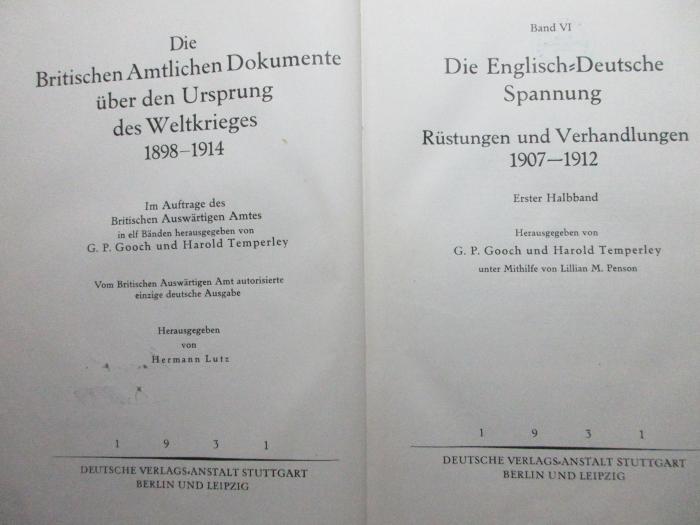 Die
Britischen Amtlichen Dokumente
über den Ursprung
des Weltkrieges
1898–1914
Im Auftrage des
Britischen Auswärtigen Amtes
in elf Bänden herausgegeben von
G. P. Gooch und Harold Temperley
Vom Britischen Auswärtigen Amt autorisierte
einzige deutsche Ausgabe
Herausgegeben
von
Hermann Lutz
1 9 3 1
DEUTSCHE VERLAGS-ANSTALT STUTTGART
BERLIN UND LEIPZIG
Band VI
Die Englisch-Deutsche
Spannung
Rüstungen und Verhandlungen
1907—1912
Erster Halbband
Herausgegeben von
G. P. Gooch und Harold Temperley
unter Mithilfe von Lillian M. Penson
1 9 3 1
DEUTSCHE VERLAGS-ANSTALT STUTTGART
BERLIN UND LEIPZIG